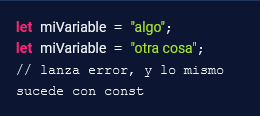 let miVariable = "algo";
let miVariable = "otra cosa";
// lanza error, y lo mismo
sucede con const